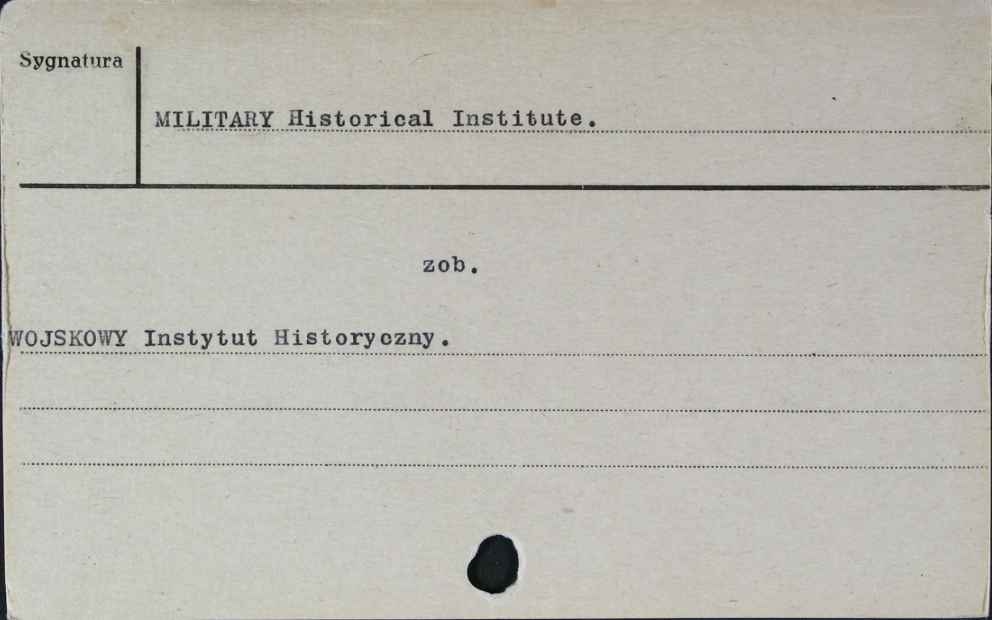 Sygnatura
MILITARY Historical Institute.
zob.
WOJSKOWY Instytut Historyczny.